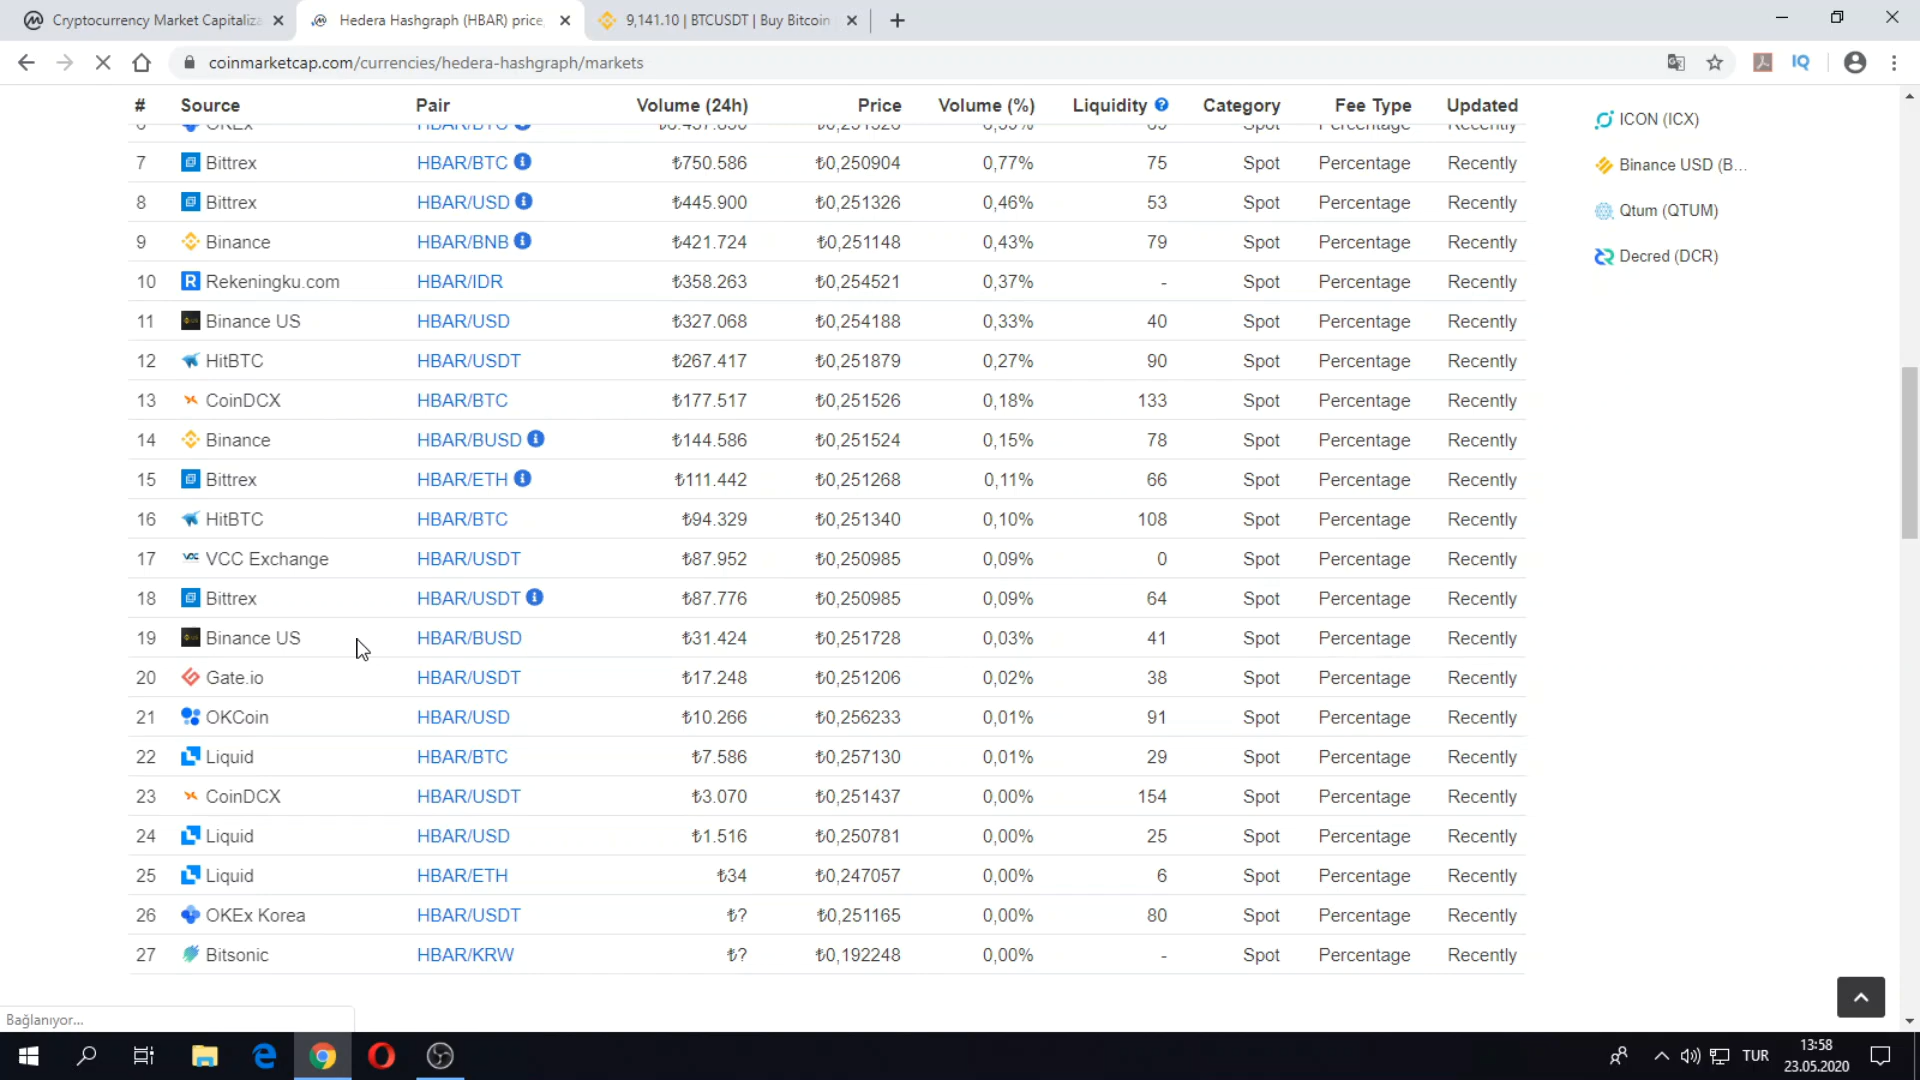 Cryptocurrency Market Capitaliza
Hedera Hashgraph (HBAR) price,
9,141.10 | BTCUSDT | Buy Bitcoin
coinmarketcap.com/currencies/hedera-hashgraph/markets
IQ
# Source Pair Volume (24h) Price Volume (%) Liquidity Category Fee Type Updated
7 Bittrex HBAR/BTC ₺750.586 ₺0,250904 0,77% 75 Spot Percentage Recently
8 Bittrex HBAR/USD ₺445.900 ₺0,251326 0,46% 53 Spot Percentage Recently
9 Binance HBAR/BNB ₺421.724 ₺0,251148 0,43% 79 Spot Percentage Recently
10 Rekeningku.com HBAR/IDR ₺358.263 ₺0,254521 0,37% - Spot Percentage Recently
11 Binance US HBAR/USD ₺327.068 ₺0,254188 0,33% 40 Spot Percentage Recently
12 HitBTC HBAR/USDT ₺267.417 ₺0,251879 0,27% 90 Spot Percentage Recently
13 CoinDCX HBAR/BTC ₺177.517 ₺0,251526 0,18% 133 Spot Percentage Recently
14 Binance HBAR/BUSD ₺144.586 ₺0,251524 0,15% 78 Spot Percentage Recently
15 Bittrex HBAR/ETH ₺111.442 ₺0,251268 0,11% 66 Spot Percentage Recently
16 HitBTC HBAR/BTC ₺94.329 ₺0,251340 0,10% 108 Spot Percentage Recently
17 VCC Exchange HBAR/USDT ₺87.952 ₺0,250985 0,09% 0 Spot Percentage Recently
18 Bittrex HBAR/USDT ₺87.776 ₺0,250985 0,09% 64 Spot Percentage Recently
19 Binance US HBAR/BUSD ₺31.424 ₺0,251728 0,03% 41 Spot Percentage Recently
20 Gate.io HBAR/USDT ₺17.248 ₺0,251206 0,02% 38 Spot Percentage Recently
21 OKCoin HBAR/USD ₺10.266 ₺0,256233 0,01% 91 Spot Percentage Recently
22 Liquid HBAR/BTC ₺7.586 ₺0,257130 0,01% 29 Spot Percentage Recently
23 CoinDCX HBAR/USDT ₺3.070 ₺0,251437 0,00% 154 Spot Percentage Recently
24 Liquid HBAR/USD ₺1.516 ₺0,250781 0,00% 25 Spot Percentage Recently
25 Liquid HBAR/ETH ₺34 ₺0,247057 0,00% 6 Spot Percentage Recently
26 OKEx Korea HBAR/USDT ₺? ₺0,251165 0,00% 80 Spot Percentage Recently
27 Bitsonic HBAR/KRW ₺? ₺0,192248 0,00% - Spot Percentage Recently
ICON (ICX)
Binance USD (B...
Qtum (QTUM)
Decred (DCR)
Bağlanıyor...
TUR
13:58
23.05.2020